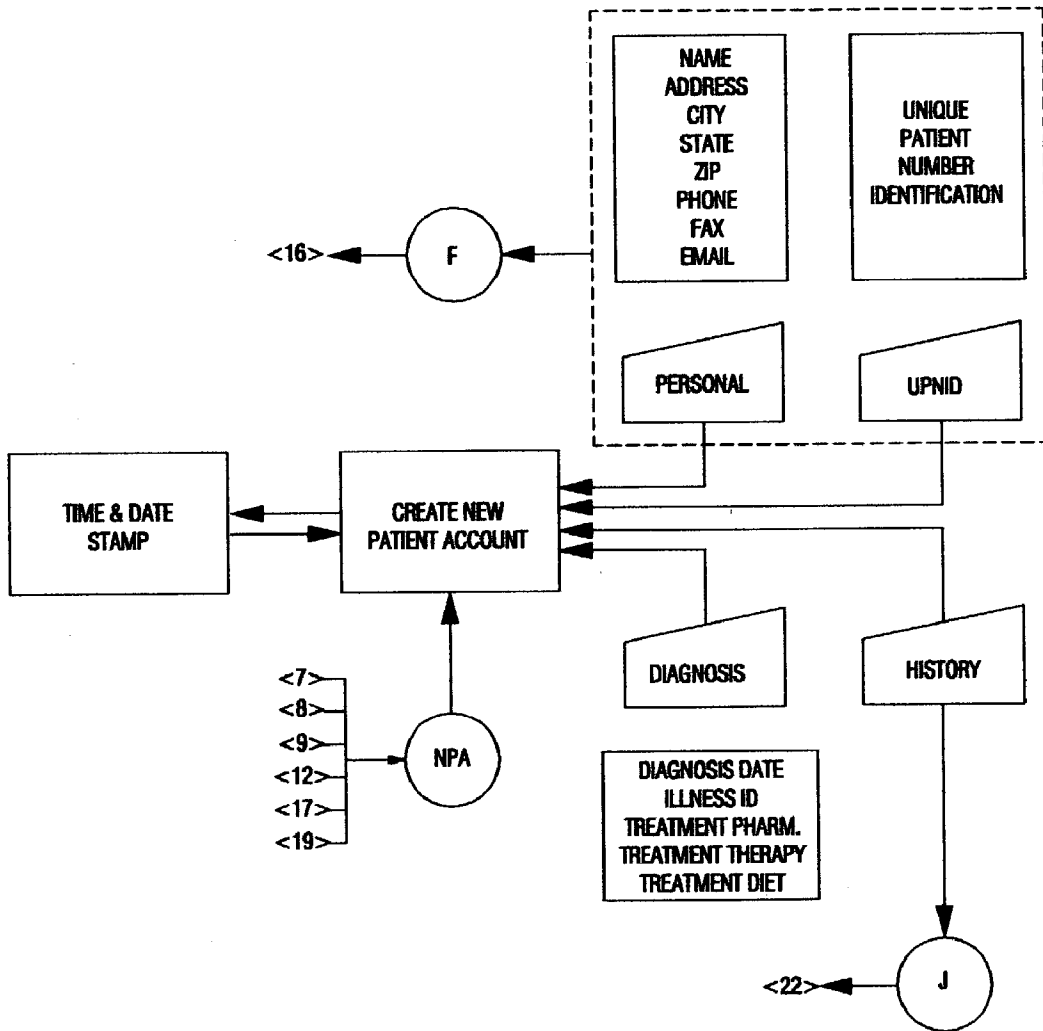 NAME
ADDRESS
CITY
STATE
ZIP
PHONE
FAX
EMAIL
UNIQUE
PATIENT
NUMBER
IDENTIFICATION
<16>
F
PERSONAL
UPNID
TIME & DATE
STAMP
CREATE NEW
PATIENT ACCOUNT
DIAGNOSIS
HISTORY
<7>
<8>
<9>
<12>
<17>
<19>
NPA
DIAGNOSIS DATE
ILLNESS ID
TREATMENT PHARM.
TREATMENT THERAPY
TREATMENT DIET
<22>
J